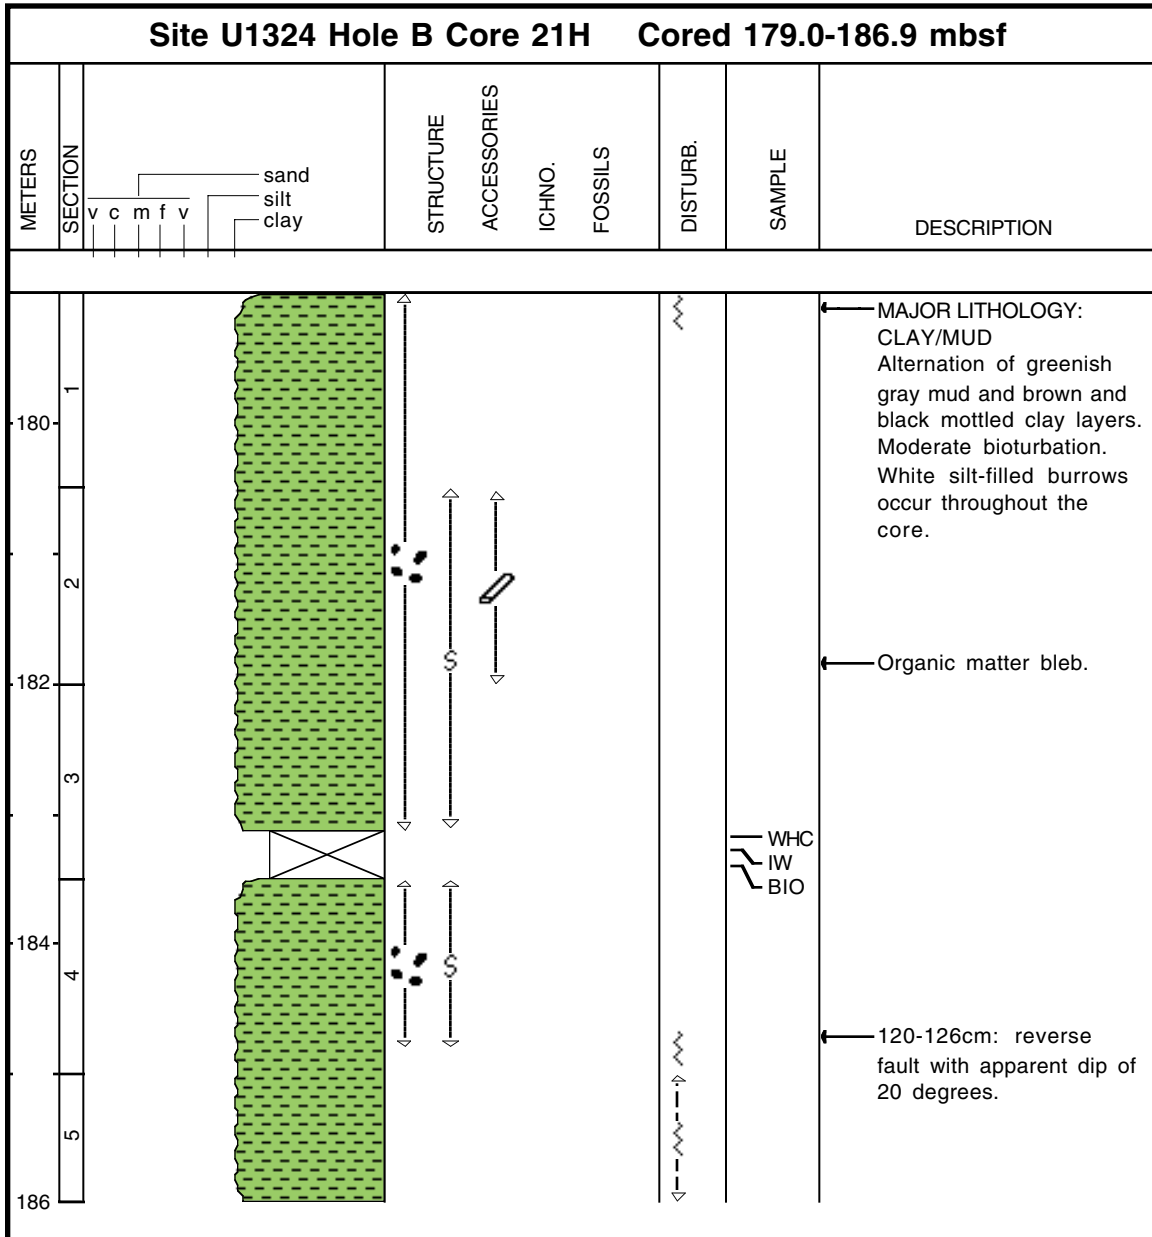 Site U1324 Hole B Core 21H Cored 179.0-186.9 mbsf
METERS
SECTION
v c m f v
sand
silt
clay
STRUCTURE
ACCESSORIES
ICHNO.
FOSSILS
DISTURB.
SAMPLE
DESCRIPTION
1
180
2
182
3
184
4
5
186
S
S
WHC
IW
BIO
MAJOR LITHOLOGY:
CLAY/MUD
Alternation of greenish
gray mud and brown and
black mottled clay layers.
Moderate bioturbation.
White silt-filled burrows
occur throughout the
core.
Organic matter bleb.
120-126cm: reverse
fault with apparent dip of
20 degrees.